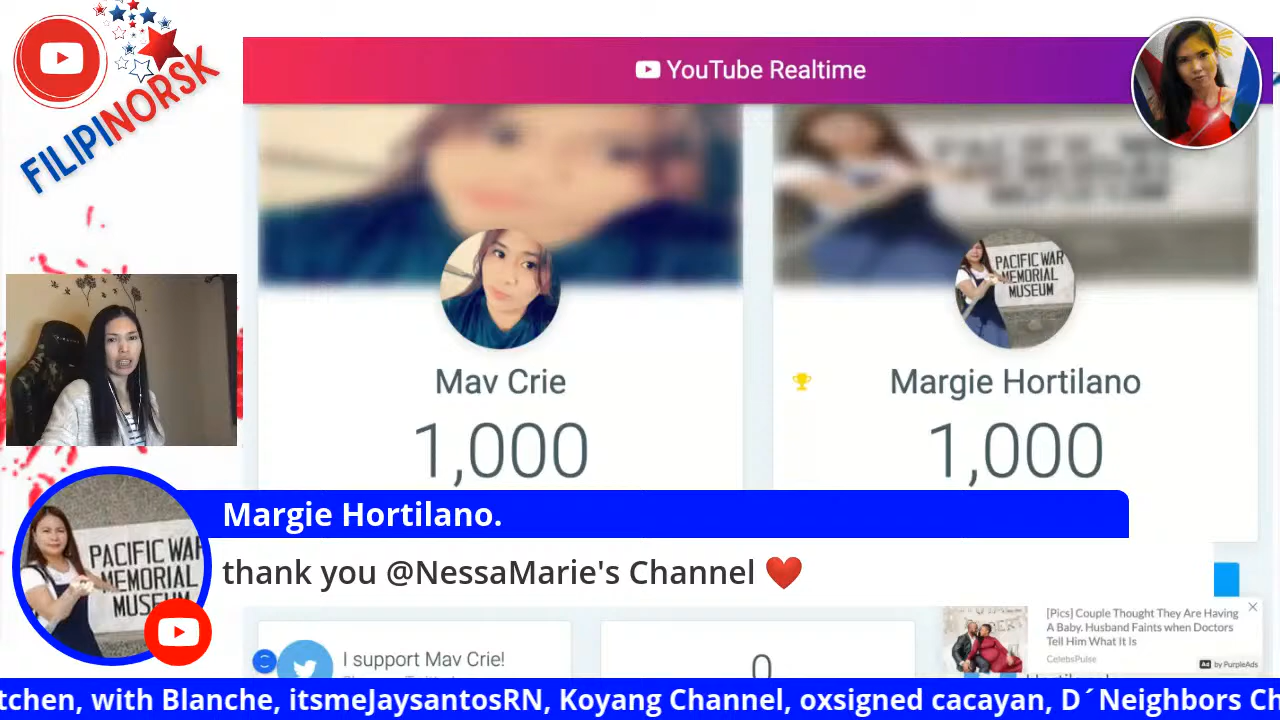 FILIPINORSK
YouTube Realtime
PACIFIC WAR
MEMORIAL
MUSEUM
Mav Crie
1,000
Margie Hortilano
1,000
Margie Hortilano.
thank you @NessaMarie's Channel ❤️
PACIFIC WAR
MEMORIAL
MUSEUM
I support Mav Crie!
0
[Pics] Couple Thought They Are Having
A Baby. Husband Faints when Doctors
Tell Him What It Is
CelebsPulse
Ad by PurpleAds
tchen, with Blanche, itsmeJaysantosRN, Koyang Channel, oxsigned cacayan, D´Neighbors Ch